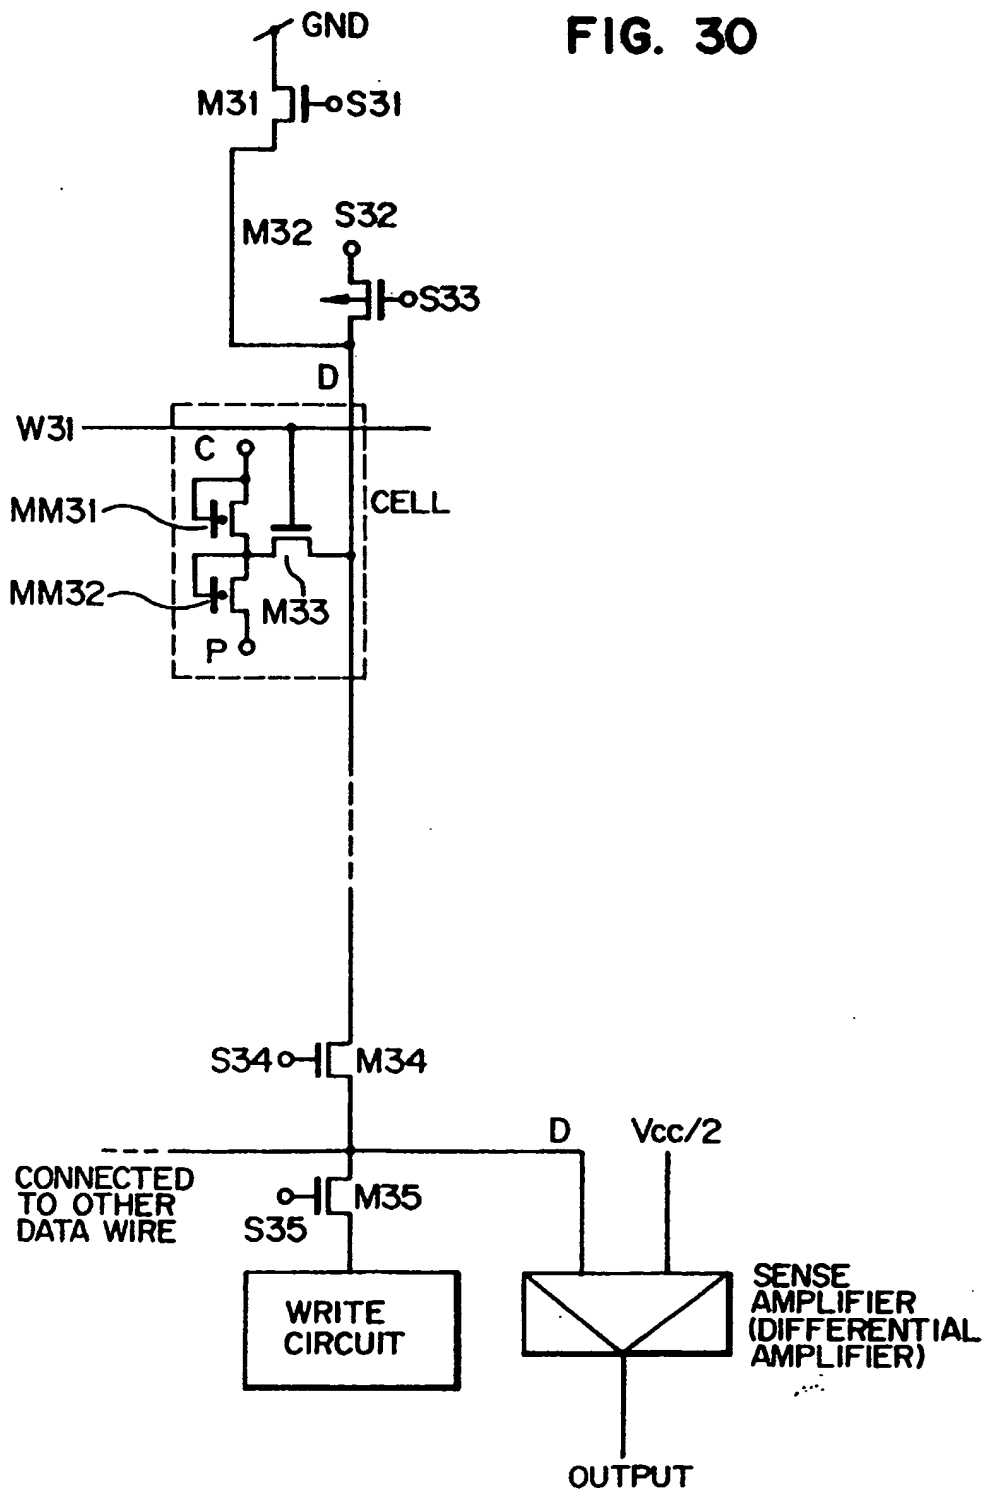 FIG. 30
GND
M31
S31
S32
M32
S33
D
W31
C
CELL
MM31
MM32
M33
P
S34
M34
D
Vcc/2
CONNECTED
TO OTHER
DATA WIRE
M35
S35
WRITE
CIRCUIT
SENSE
AMPLIFIER
(DIFFERENTIAL
AMPLIFIER)
OUTPUT